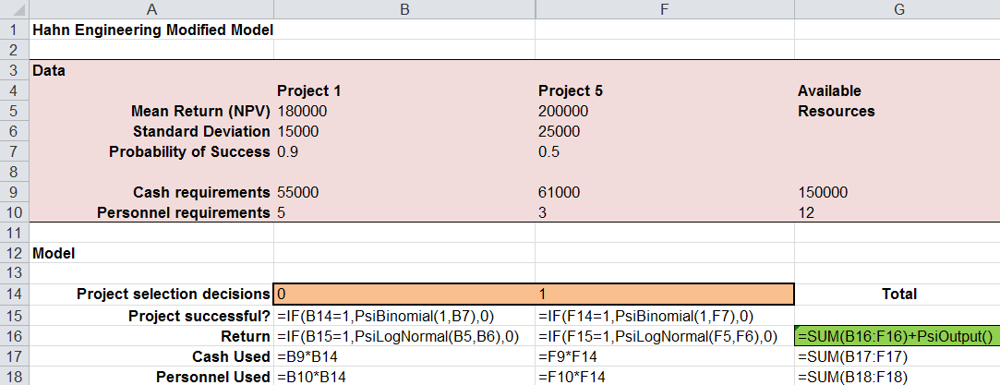 A B F G
1 Hahn Engineering Modified Model
2
3 Data
4 Project 1 Project 5 Available
5 Mean Return (NPV) 180000 200000 Resources
6 Standard Deviation 15000 25000
7 Probability of Success 0.9 0.5
8
9 Cash requirements 55000 61000 150000
10 Personnel requirements 5 3 12
11
12 Model
13
14 Project selection decisions 0 1 Total
15 Project successful? =IF(B14=1,PsiBinomial(1,B7),0) =IF(F14=1,PsiBinomial(1,F7),0)
16 Return =IF(B15=1,PsiLogNormal(B5,B6),0) =IF(F15=1,PsiLogNormal(F5,F6),0) =SUM(B16:F16)+PsiOutput()
17 Cash Used =B9*B14 =F9*F14 =SUM(B17:F17)
18 Personnel Used =B10*B14 =F10*F14 =SUM(B18:F18)